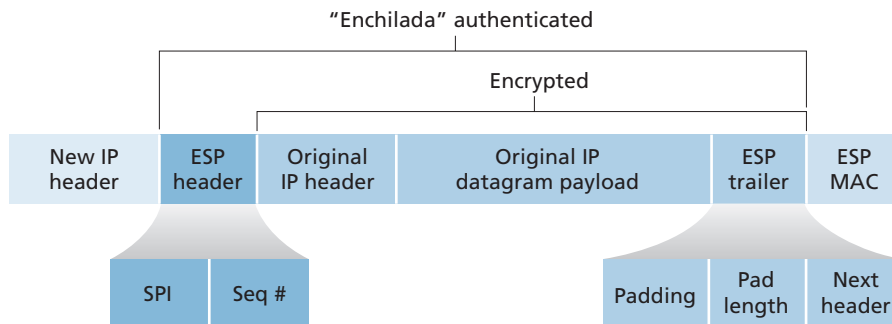 “Enchilada” authenticated
Encrypted
New IP
header
ESP
header
Original
IP header
Original IP
datagram payload
ESP
trailer
ESP
MAC
SPI
Seq #
Padding
Pad
length
Next
header